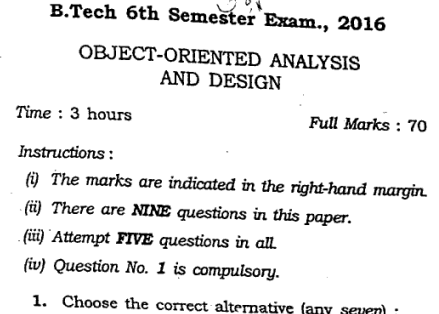 B.Tech 6th Semester Exam., 2016
OBJECT-ORIENTED ANALYSIS
AND DESIGN
Time : 3 hours
Full Marks : 70
Instructions :
(i) The marks are indicated in the right-hand margin.
(ii) There are NINE questions in this paper.
(iii) Attempt FIVE questions in all.
(iv) Question No. 1 is compulsory.
1. Choose the correct alternative (any seven) :